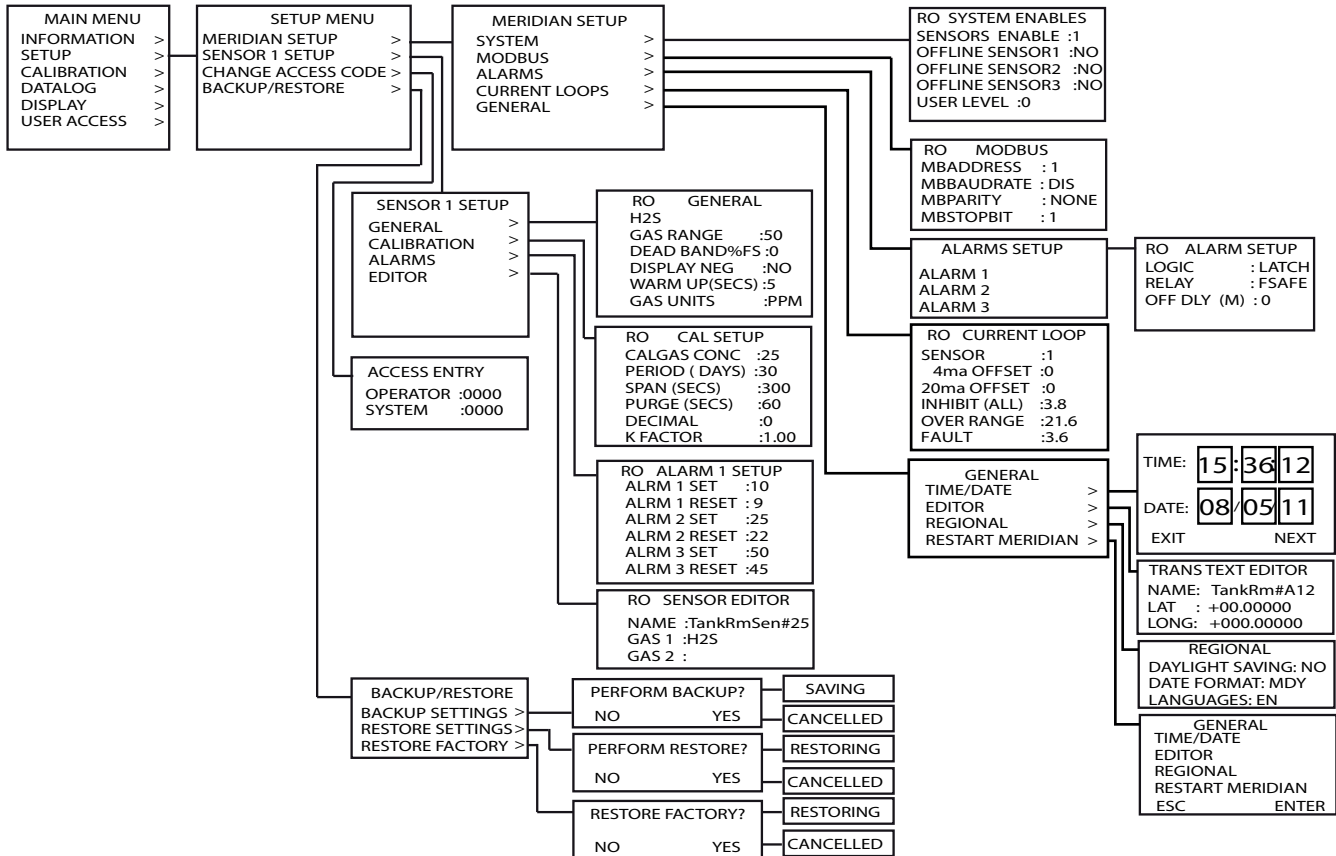 MAIN MENU
INFORMATION >
SETUP >
CALIBRATION >
DATALOG >
DISPLAY >
USER ACCESS >
SETUP MENU
MERIDIAN SETUP >
SENSOR 1 SETUP >
CHANGE ACCESS CODE >
BACKUP/RESTORE >
MERIDIAN SETUP
SYSTEM >
MODBUS >
ALARMS >
CURRENT LOOPS >
GENERAL >
RO SYSTEM ENABLES
SENSORS ENABLE :1
OFFLINE SENSOR1 :NO
OFFLINE SENSOR2 :NO
OFFLINE SENSOR3 :NO
USER LEVEL :0
RO MODBUS
MBADDRESS : 1
MBBAUDRATE : DIS
MBPARITY : NONE
MBSTOPBIT : 1
SENSOR 1 SETUP
GENERAL >
CALIBRATION >
ALARMS >
EDITOR >
RO GENERAL
H2S
GAS RANGE :50
DEAD BAND%FS :0
DISPLAY NEG :NO
WARM UP(SECS) :5
GAS UNITS :PPM
ALARMS SETUP
ALARM 1
ALARM 2
ALARM 3
RO ALARM SETUP
LOGIC : LATCH
RELAY : FSAFE
OFF DLY (M) : 0
RO CAL SETUP
CALGAS CONC :25
PERIOD ( DAYS) :30
SPAN (SECS) :300
PURGE (SECS) :60
DECIMAL :0
K FACTOR :1.00
RO CURRENT LOOP
SENSOR :1
4ma OFFSET :0
20ma OFFSET :0
INHIBIT (ALL) :3.8
OVER RANGE :21.6
FAULT :3.6
ACCESS ENTRY
OPERATOR :0000
SYSTEM :0000
RO ALARM 1 SETUP
ALRM 1 SET :10
ALRM 1 RESET : 9
ALRM 2 SET :25
ALRM 2 RESET :22
ALRM 3 SET :50
ALRM 3 RESET :45
GENERAL
TIME/DATE >
EDITOR >
REGIONAL >
RESTART MERIDIAN >
TIME: 15:36:12
DATE: 08/05/11
EXIT NEXT
TRANS TEXT EDITOR
NAME: TankRm#A12
LAT : +00.00000
LONG: +000.00000
RO SENSOR EDITOR
NAME :TankRmSen#25
GAS 1 :H2S
GAS 2 :
REGIONAL
DAYLIGHT SAVING: NO
DATE FORMAT: MDY
LANGUAGES: EN
GENERAL
TIME/DATE
EDITOR
REGIONAL
RESTART MERIDIAN
ESC ENTER
BACKUP/RESTORE
BACKUP SETTINGS >
RESTORE SETTINGS>
RESTORE FACTORY >
PERFORM BACKUP?
NO YES
SAVING
CANCELLED
PERFORM RESTORE?
NO YES
RESTORING
CANCELLED
RESTORE FACTORY?
NO YES
RESTORING
CANCELLED